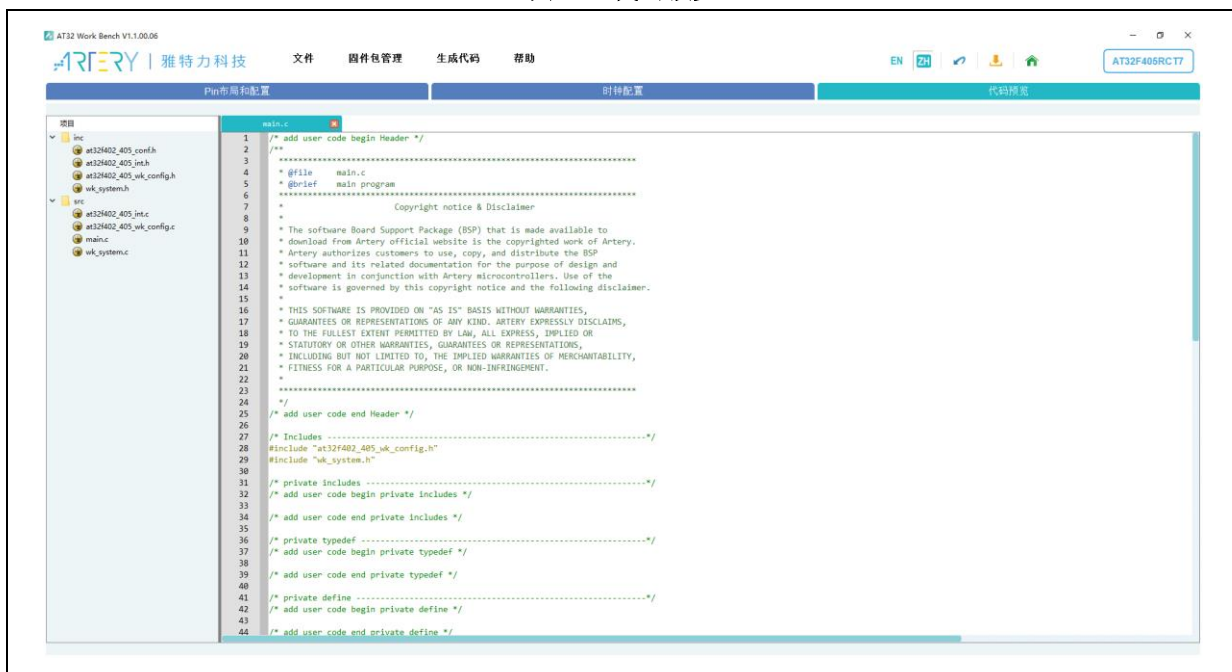 AT32 Work Bench V1.1.00.06
ARTERY 雅特力科技 文件 固件包管理 生成代码 帮助 EN ZH AT32F405RCT7
Pin布局和配置 时钟配置 代码预览
项目
inc
at32f402_405_conf.h
at32f402_405_int.h
at32f402_405_wk_config.h
wk_system.h
src
at32f402_405_int.c
at32f402_405_wk_config.c
main.c
wk_system.c
main.c
1 /* add user code begin Header */
2 /**
3 **************************************************************************
4 * @file main.c
5 * @brief main program
6 **************************************************************************
7 * Copyright notice & Disclaimer
8 *
9 * The software Board Support Package (BSP) that is made available to
10 * download from Artery official website is the copyrighted work of Artery.
11 * Artery authorizes customers to use, copy, and distribute the BSP
12 * software and its related documentation for the purpose of design and
13 * development in conjunction with Artery microcontrollers. Use of the
14 * software is governed by this copyright notice and the following disclaimer.
15 *
16 * THIS SOFTWARE IS PROVIDED ON "AS IS" BASIS WITHOUT WARRANTIES,
17 * GUARANTEES OR REPRESENTATIONS OF ANY KIND. ARTERY EXPRESSLY DISCLAIMS,
18 * TO THE FULLEST EXTENT PERMITTED BY LAW, ALL EXPRESS, IMPLIED OR
19 * STATUTORY OR OTHER WARRANTIES, GUARANTEES OR REPRESENTATIONS,
20 * INCLUDING BUT NOT LIMITED TO, THE IMPLIED WARRANTIES OF MERCHANTABILITY,
21 * FITNESS FOR A PARTICULAR PURPOSE, OR NON-INFRINGEMENT.
22 *
23 **************************************************************************
24 */
25 /* add user code end Header */
26
27 /* Includes ------------------------------------------------------------------*/
28 #include "at32f402_405_wk_config.h"
29 #include "wk_system.h"
30
31 /* private includes ----------------------------------------------------------*/
32 /* add user code begin private includes */
33
34 /* add user code end private includes */
35
36 /* private typedef -----------------------------------------------------------*/
37 /* add user code begin private typedef */
38
39 /* add user code end private typedef */
40
41 /* private define ------------------------------------------------------------*/
42 /* add user code begin private define */
43
44 /* add user code end private define */